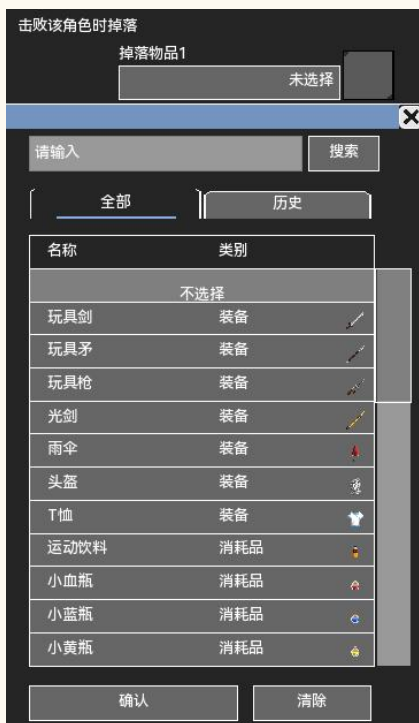 击败该角色时掉落
掉落物品1
未选择
请输入 搜索
全部 历史
名称 类别
不选择
玩具剑 装备
玩具矛 装备
玩具枪 装备
光剑 装备
雨伞 装备
头盔 装备
T恤 装备
运动饮料 消耗品
小血瓶 消耗品
小蓝瓶 消耗品
小黄瓶 消耗品
确认 清除